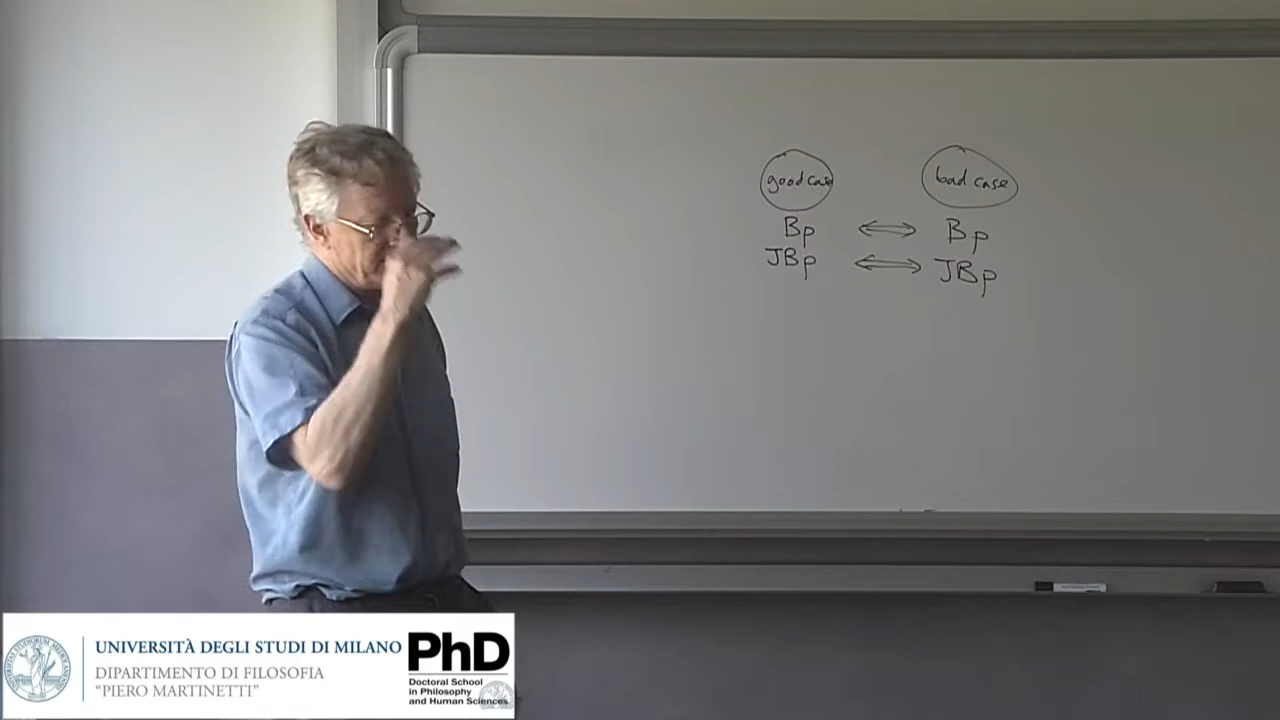 good case bad case
Bp ⟺ Bp
JBp ⟺ JBp
UNIVERSITÀ DEGLI STUDI DI MILANO
DIPARTIMENTO DI FILOSOFIA
“PIERO MARTINETTI”
PhD
Doctoral School
in Philosophy
and Human Sciences